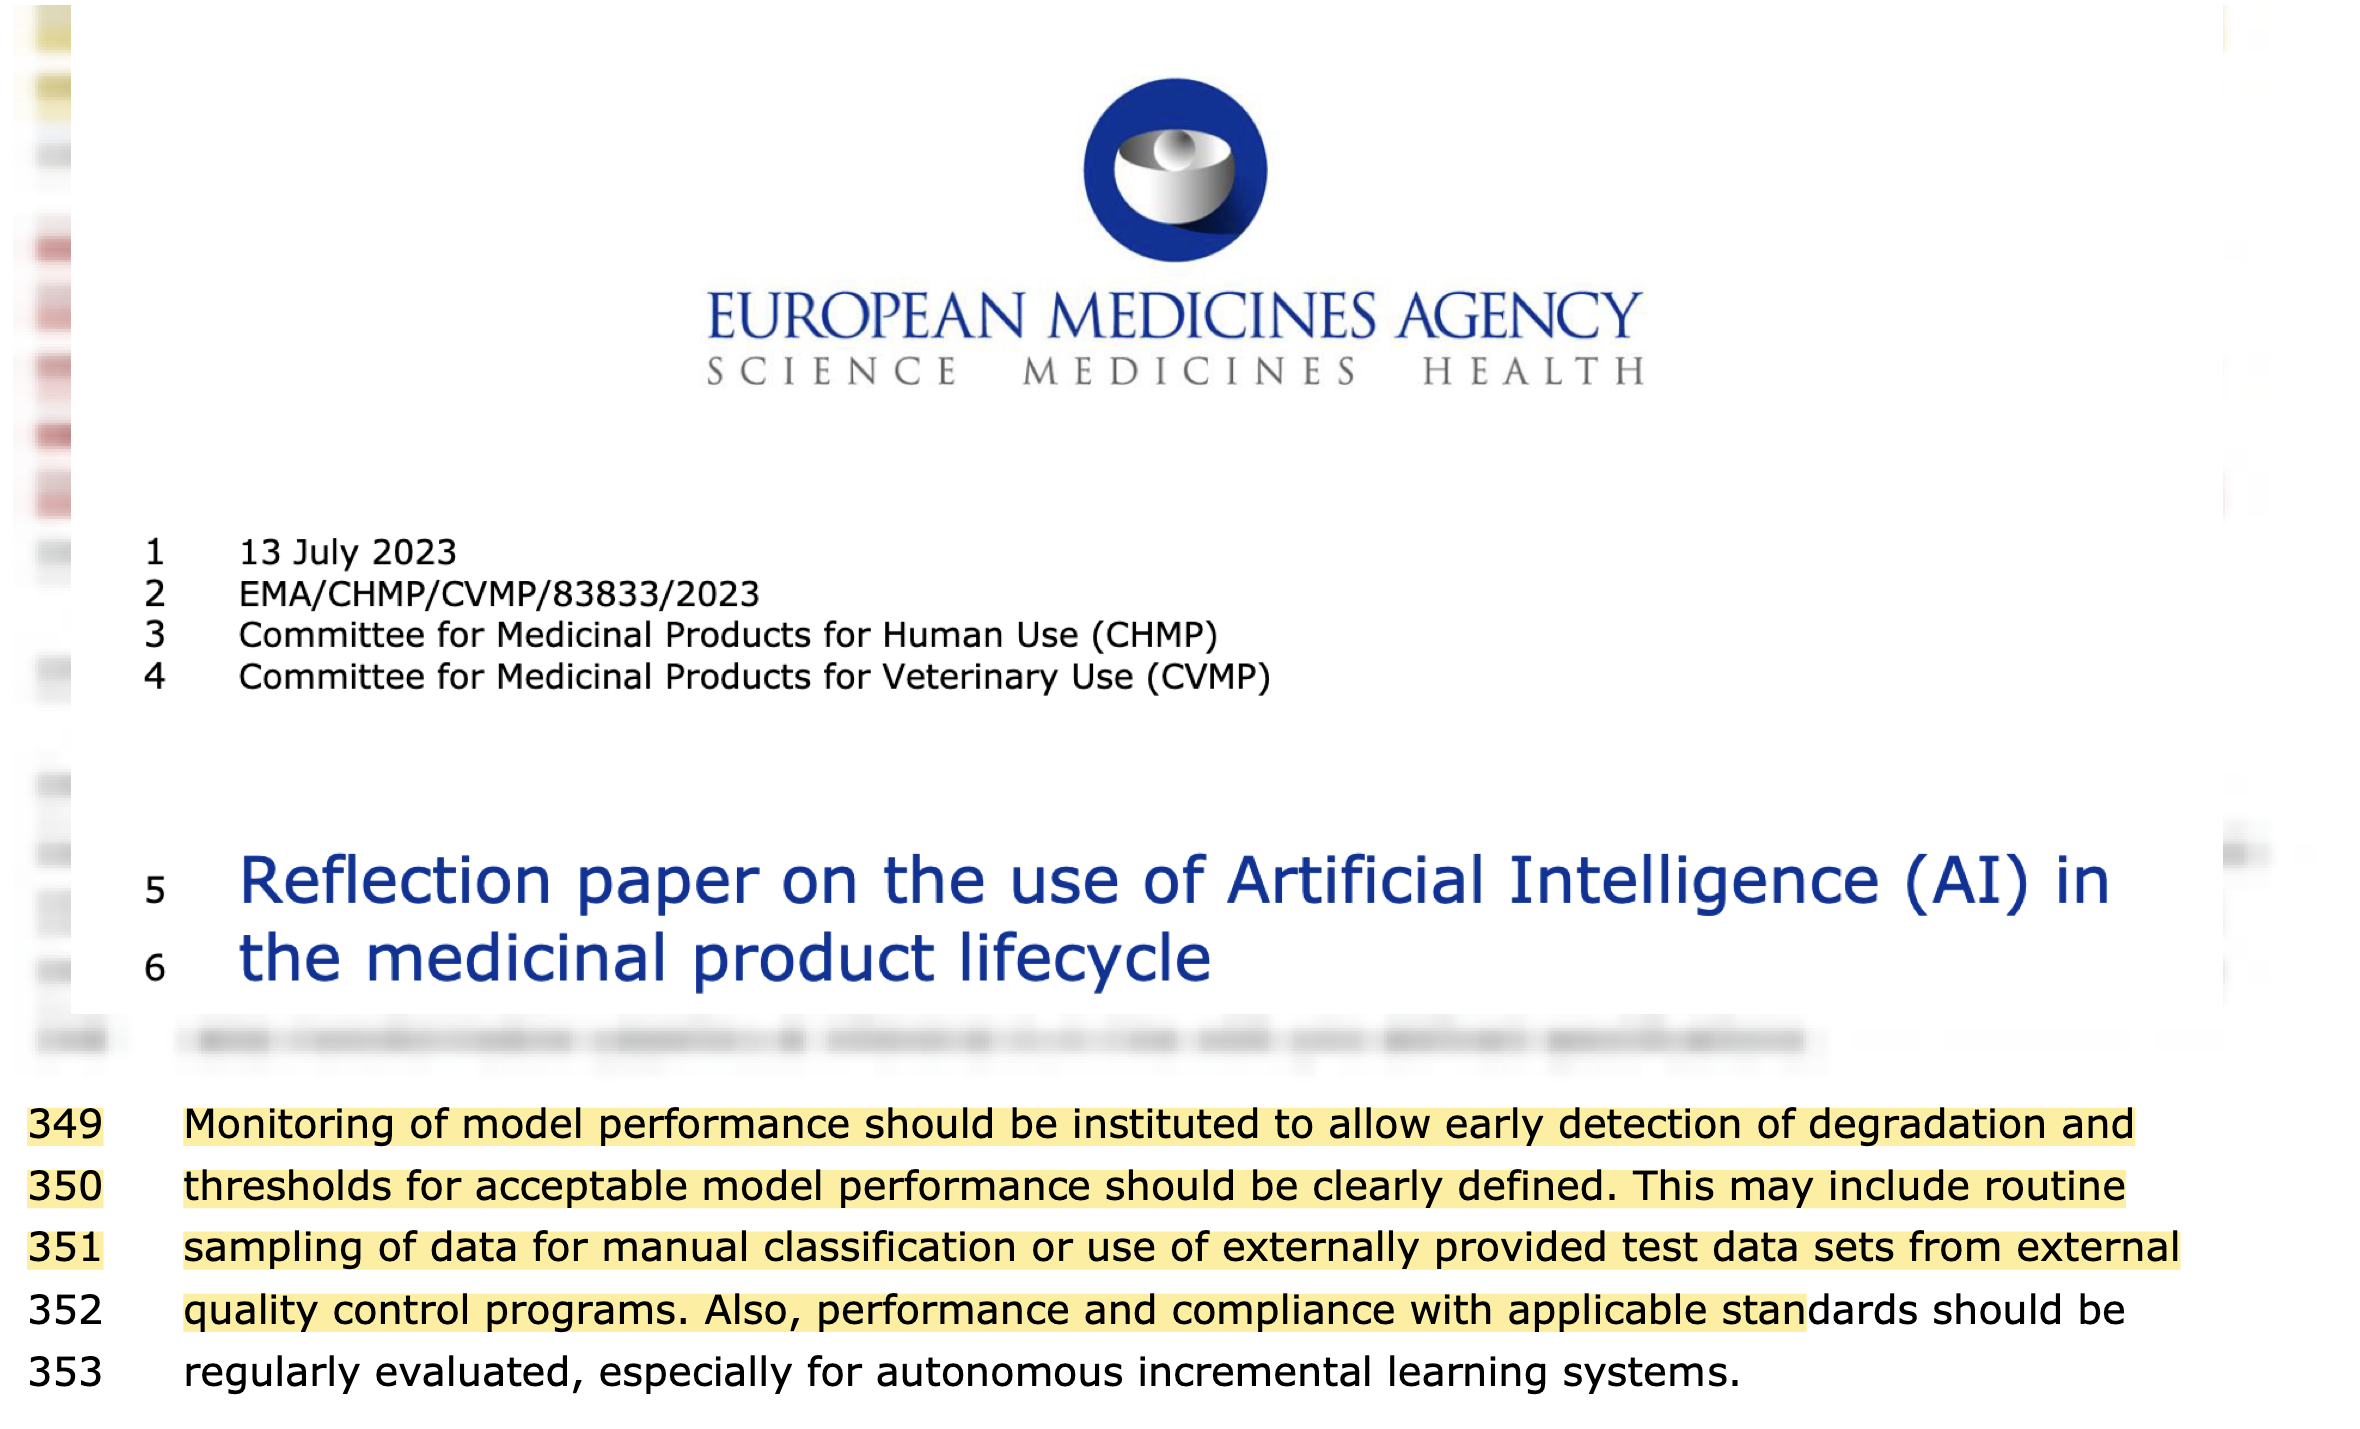 EUROPEAN MEDICINES AGENCY
SCIENCE MEDICINES HEALTH
1 13 July 2023
2 EMA/CHMP/CVMP/83833/2023
3 Committee for Medicinal Products for Human Use (CHMP)
4 Committee for Medicinal Products for Veterinary Use (CVMP)
5 Reflection paper on the use of Artificial Intelligence (AI) in
6 the medicinal product lifecycle
349 Monitoring of model performance should be instituted to allow early detection of degradation and
350 thresholds for acceptable model performance should be clearly defined. This may include routine
351 sampling of data for manual classification or use of externally provided test data sets from external
352 quality control programs. Also, performance and compliance with applicable standards should be
353 regularly evaluated, especially for autonomous incremental learning systems.